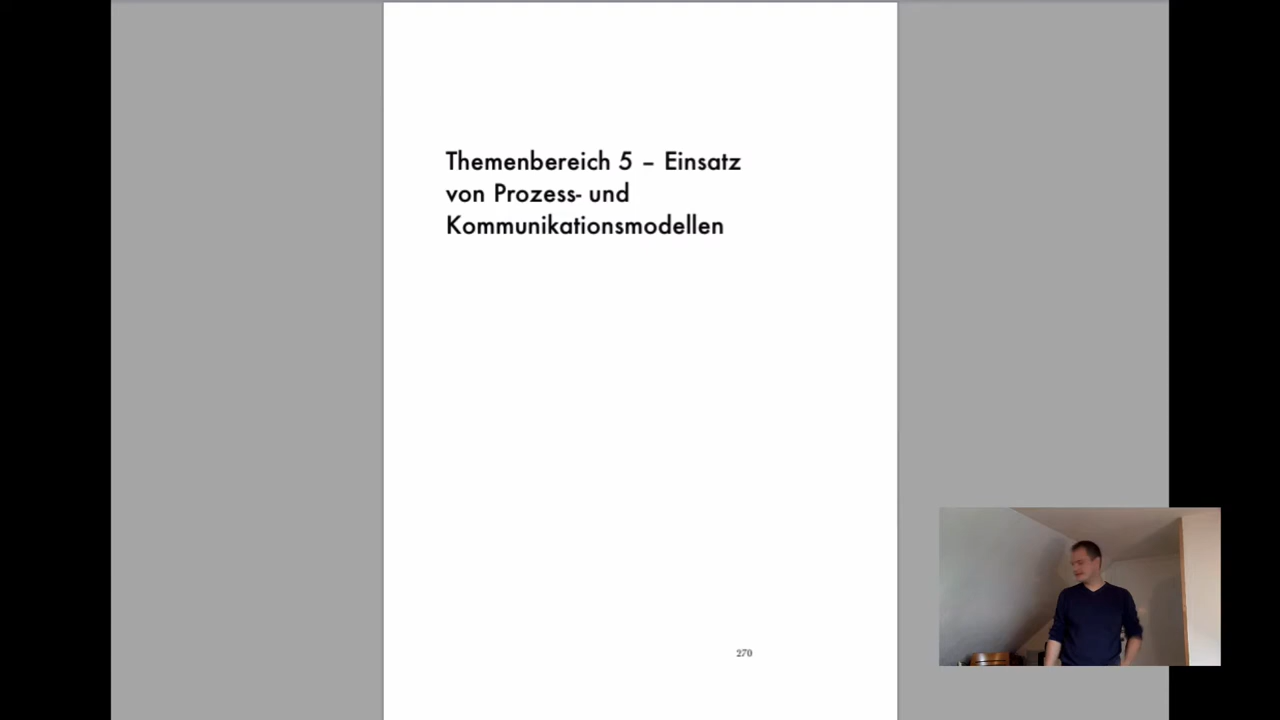 Themenbereich 5 – Einsatz
von Prozess- und
Kommunikationsmodellen
270